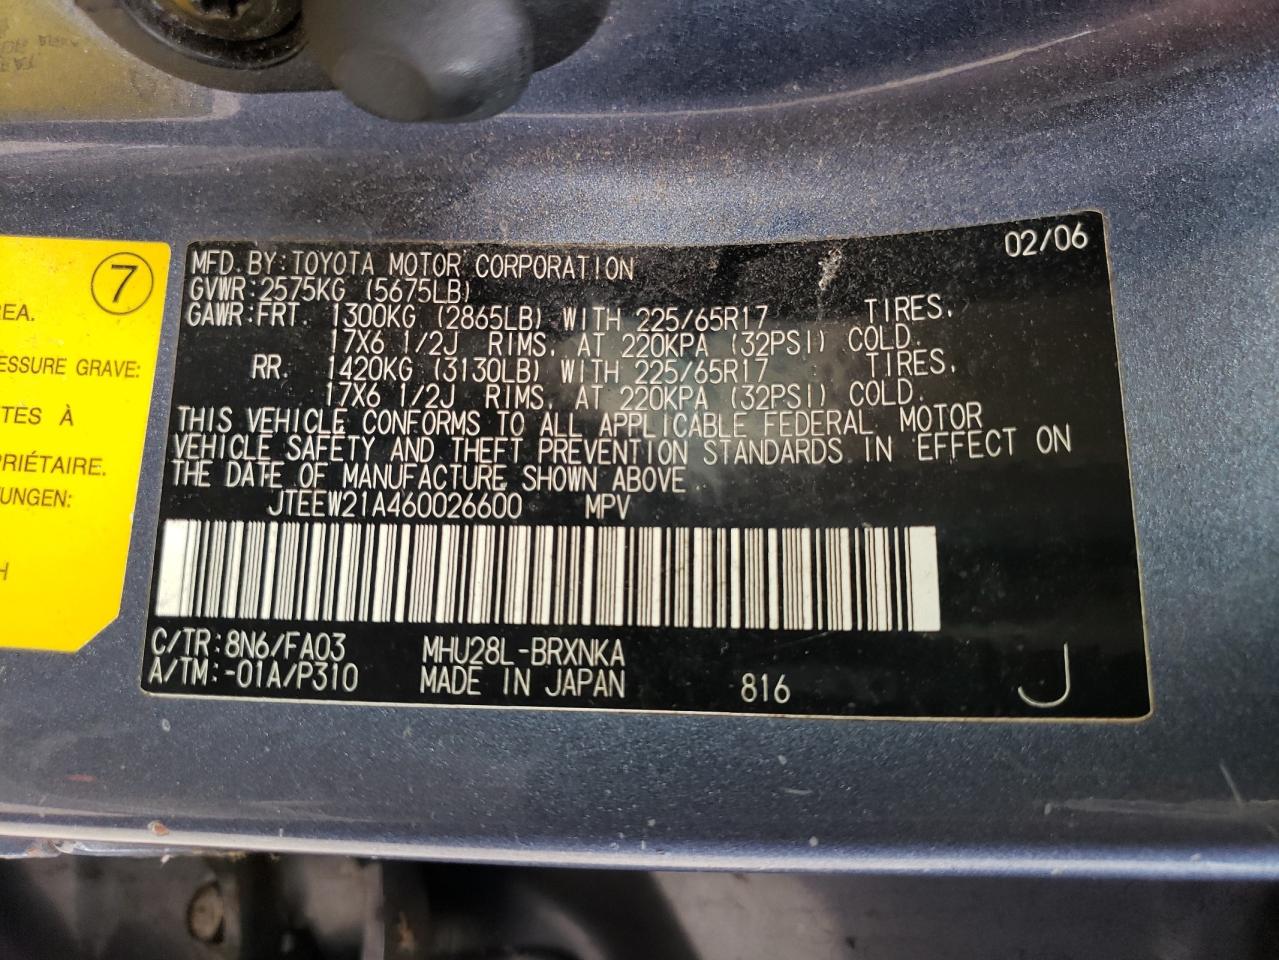 02/06
MFD. BY: TOYOTA MOTOR CORPORATION
GVWR: 2575KG (5675LB)
GAWR: FRT. 1300KG (2865LB) WITH 225/65R17 TIRES,
17X6 1/2J RIMS, AT 220KPA (32PSI) COLD.
RR. 1420KG (3130LB) WITH 225/65R17 TIRES,
17X6 1/2J RIMS, AT 220KPA (32PSI) COLD.
THIS VEHICLE CONFORMS TO ALL APPLICABLE FEDERAL MOTOR
VEHICLE SAFETY AND THEFT PREVENTION STANDARDS IN EFFECT ON
THE DATE OF MANUFACTURE SHOWN ABOVE.
JTEEW21A460026600 MPV
C/TR: 8N6/FA03 MHU28L-BRXNKA
A/TM: -01A/P310 MADE IN JAPAN 816 J
7
EA.
ESSURE GRAVE:
TES À
PRIÉTAIRE.
TUNGEN:
H